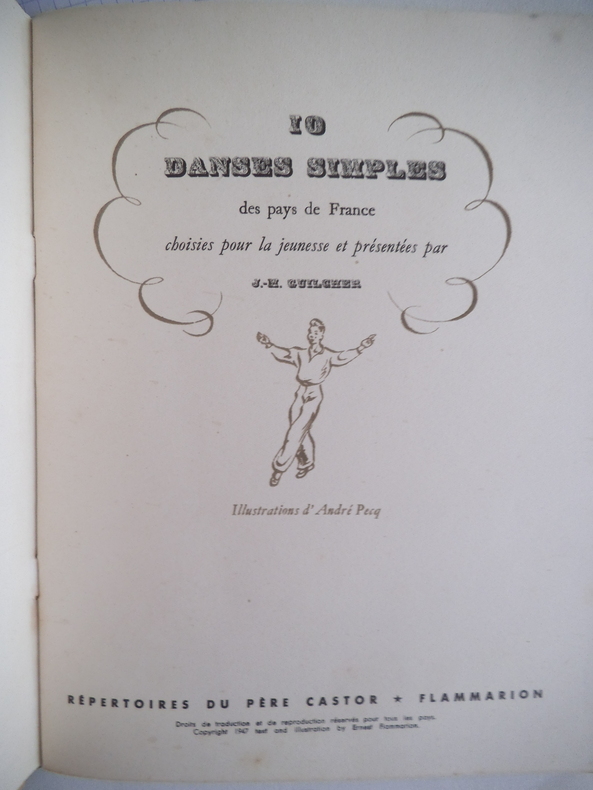 10
DANSES SIMPLES
des pays de France
choisies pour la jeunesse et présentées par
J.-M. GUILCHER
Illustrations d'André Pecq
RÉPERTOIRES DU PÈRE CASTOR ★ FLAMMARION
Droits de traduction et de reproduction réservés pour tous les pays.
Copyright 1947 text and illustration by Ernest Flammarion.